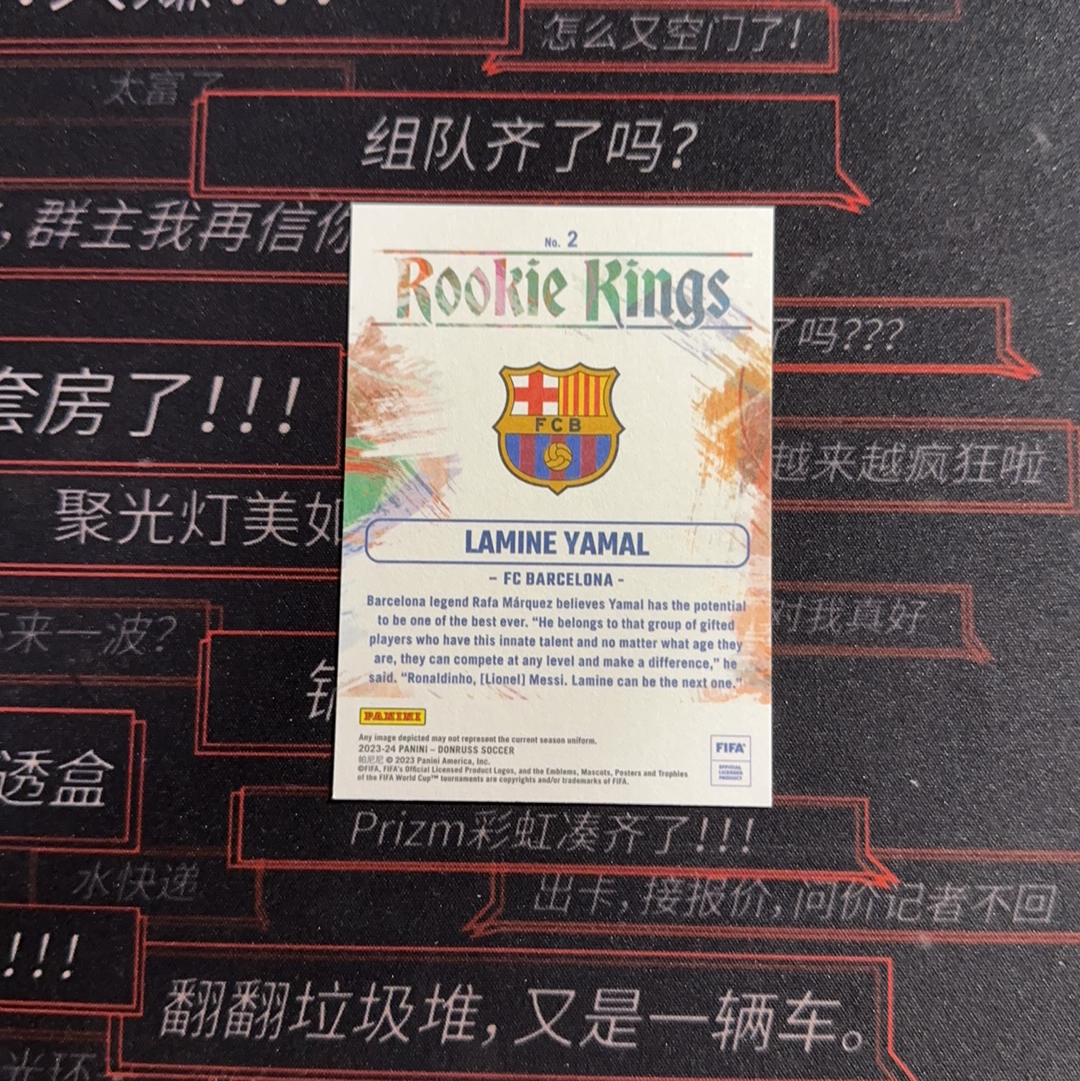 怎么又空门了！
太富了
组队齐了吗？
，群主我再信你
No. 2
Rookie Kings
了吗？？？
FCB
套房了！！！
越来越疯狂啦
聚光灯美如
LAMINE YAMAL
– FC BARCELONA –
Barcelona legend Rafa Márquez believes Yamal has the potential
to be one of the best ever. “He belongs to that group of gifted
players who have this innate talent and no matter what age they
are, they can compete at any level and make a difference,” he
said. “Ronaldinho, [Lionel] Messi. Lamine can be the next one.”
对我真好
来一波？
PANINI
Any image depicted may not represent the current season uniform.
2023-24 PANINI – DONRUSS SOCCER
帕尼尼 © 2023 Panini America, Inc.
©FIFA, FIFA's Official Licensed Product Logos, and the Emblems, Mascots, Posters and Trophies
of the FIFA World Cup™ tournaments are copyrights and/or trademarks of FIFA.
FIFA
OFFICIAL
LICENSED
PRODUCT
透盒
Prizm彩虹凑齐了！！！
水快递
出卡，接报价，问价记者不回
！！！
翻翻垃圾堆，又是一辆车。
光环